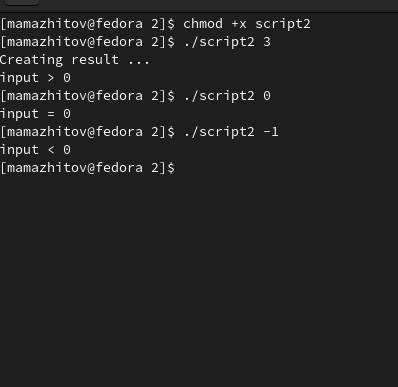 [mamazhitov@fedora 2]$ chmod +x script2
[mamazhitov@fedora 2]$ ./script2 3
Creating result ...
input > 0
[mamazhitov@fedora 2]$ ./script2 0
input = 0
[mamazhitov@fedora 2]$ ./script2 -1
input < 0
[mamazhitov@fedora 2]$